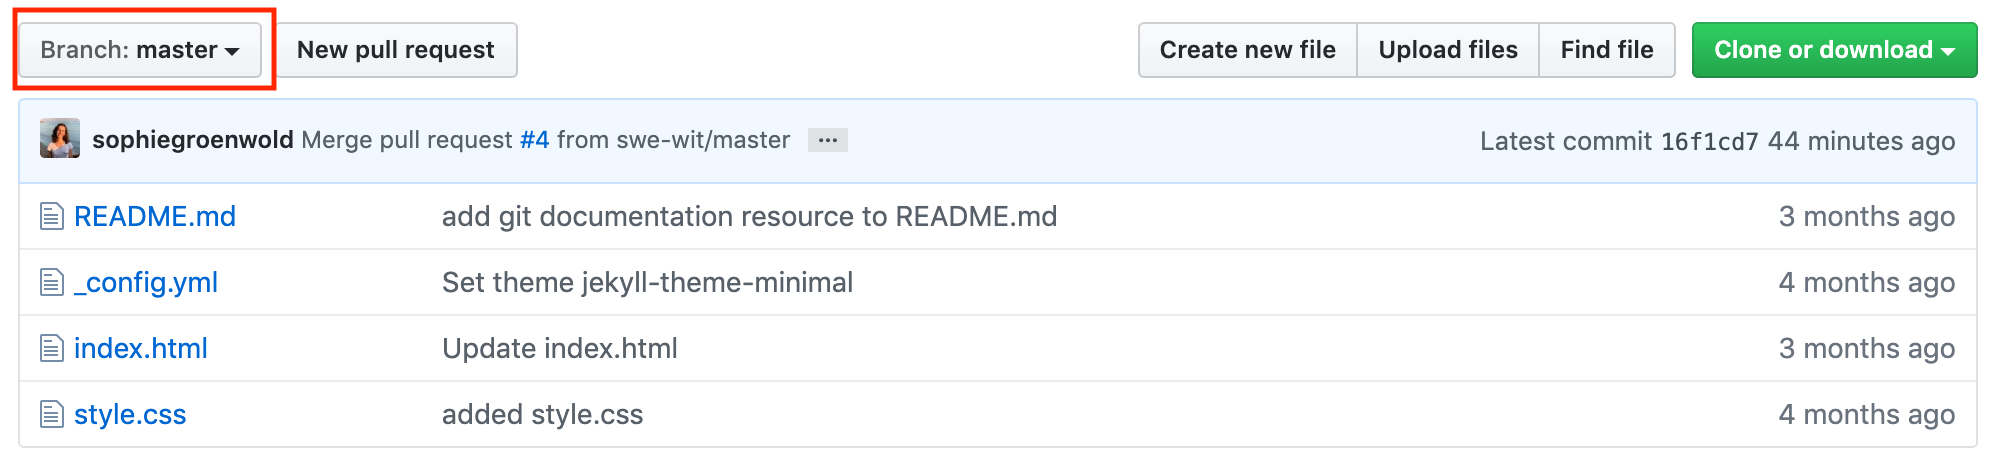 Branch: master New pull request Create new file Upload files Find file Clone or download
sophiegroenwold Merge pull request #4 from swe-wit/master ... Latest commit 16f1cd7 44 minutes ago
README.md add git documentation resource to README.md 3 months ago
_config.yml Set theme jekyll-theme-minimal 4 months ago
index.html Update index.html 3 months ago
style.css added style.css 4 months ago